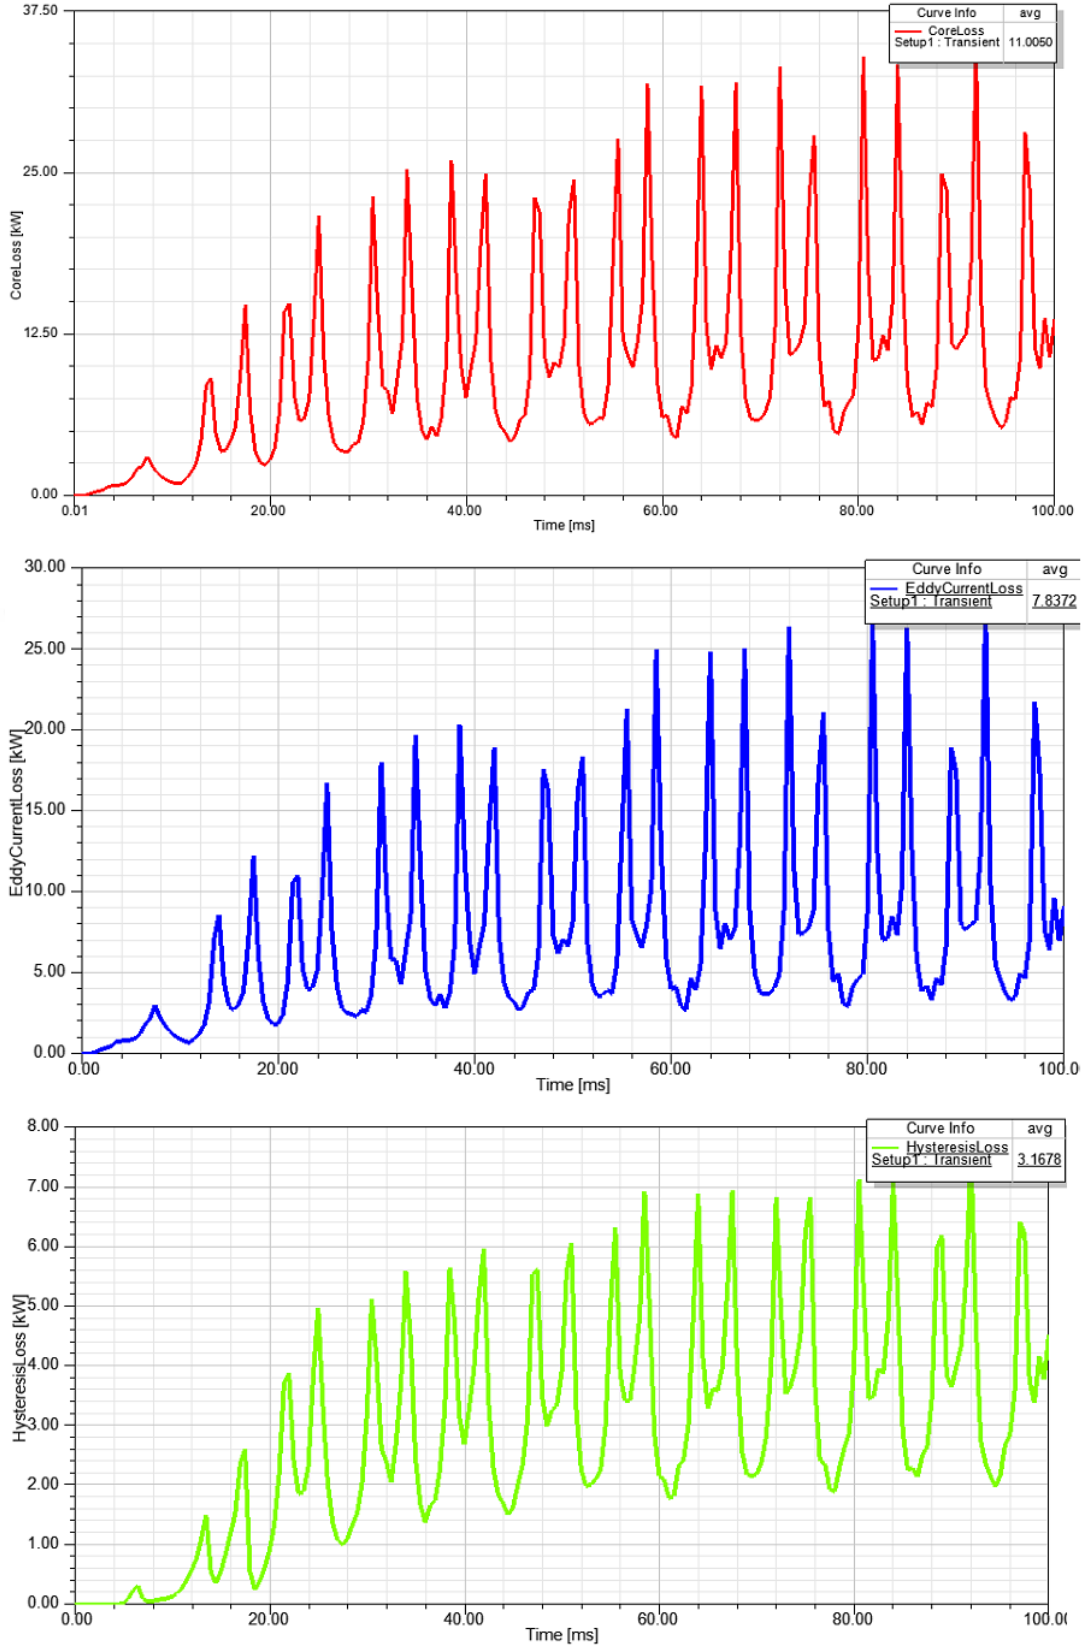 37.50
Curve Info avg
CoreLoss
Setup1 : Transient 11.0050
25.00
CoreLoss [kW]
12.50
0.00
0.01 20.00 40.00 60.00 80.00 100.00
Time [ms]
30.00
Curve Info avg
EddyCurrentLoss
Setup1 : Transient 7.8372
25.00
20.00
EddyCurrentLoss [kW]
15.00
10.00
5.00
0.00
0.00 20.00 40.00 60.00 80.00 100.0
Time [ms]
8.00
Curve Info avg
HysteresisLoss
Setup1 : Transient 3.1678
7.00
6.00
HysteresisLoss [kW]
5.00
4.00
3.00
2.00
1.00
0.00
0.00 20.00 40.00 60.00 80.00 100.0
Time [ms]